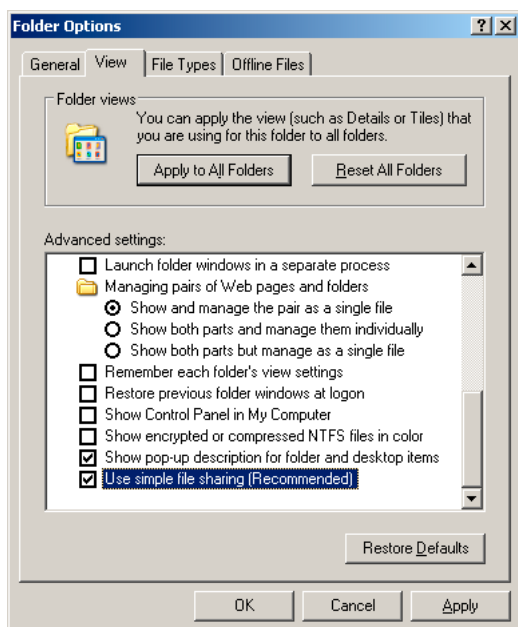 Folder Options
General View File Types Offline Files
Folder views
You can apply the view (such as Details or Tiles) that
you are using for this folder to all folders.
Apply to All Folders Reset All Folders
Advanced settings:
Launch folder windows in a separate process
Managing pairs of Web pages and folders
Show and manage the pair as a single file
Show both parts and manage them individually
Show both parts but manage as a single file
Remember each folder's view settings
Restore previous folder windows at logon
Show Control Panel in My Computer
Show encrypted or compressed NTFS files in color
Show pop-up description for folder and desktop items
Use simple file sharing (Recommended)
Restore Defaults
OK Cancel Apply